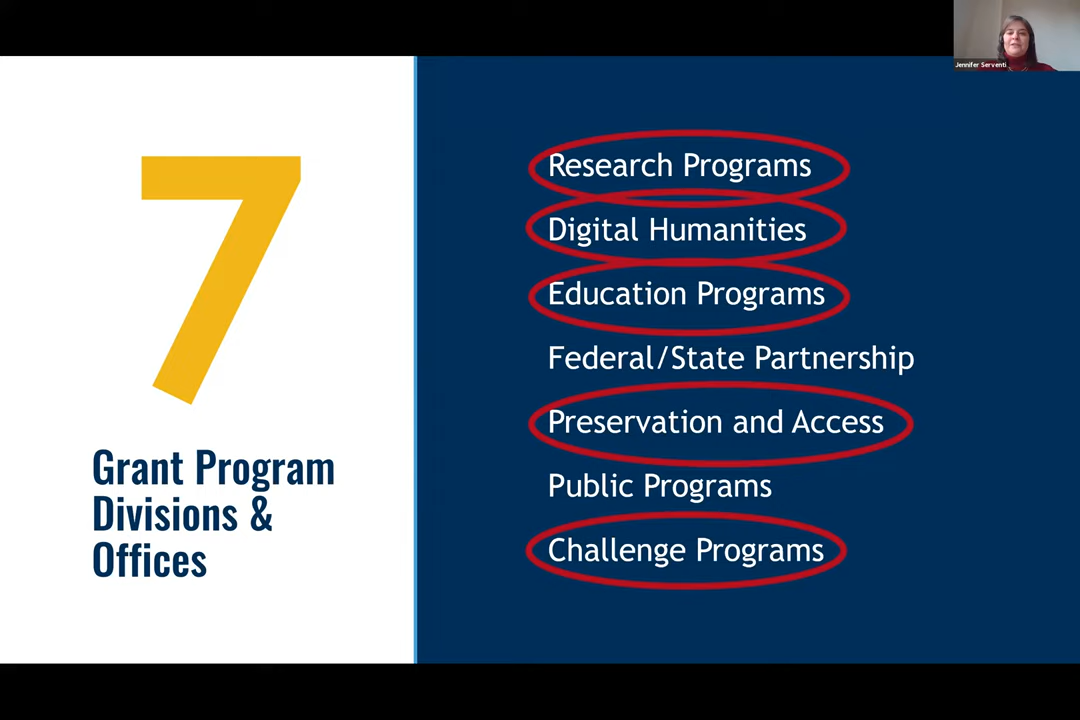 Jennifer Serventi
7
Grant Program
Divisions &
Offices
Research Programs
Digital Humanities
Education Programs
Federal/State Partnership
Preservation and Access
Public Programs
Challenge Programs